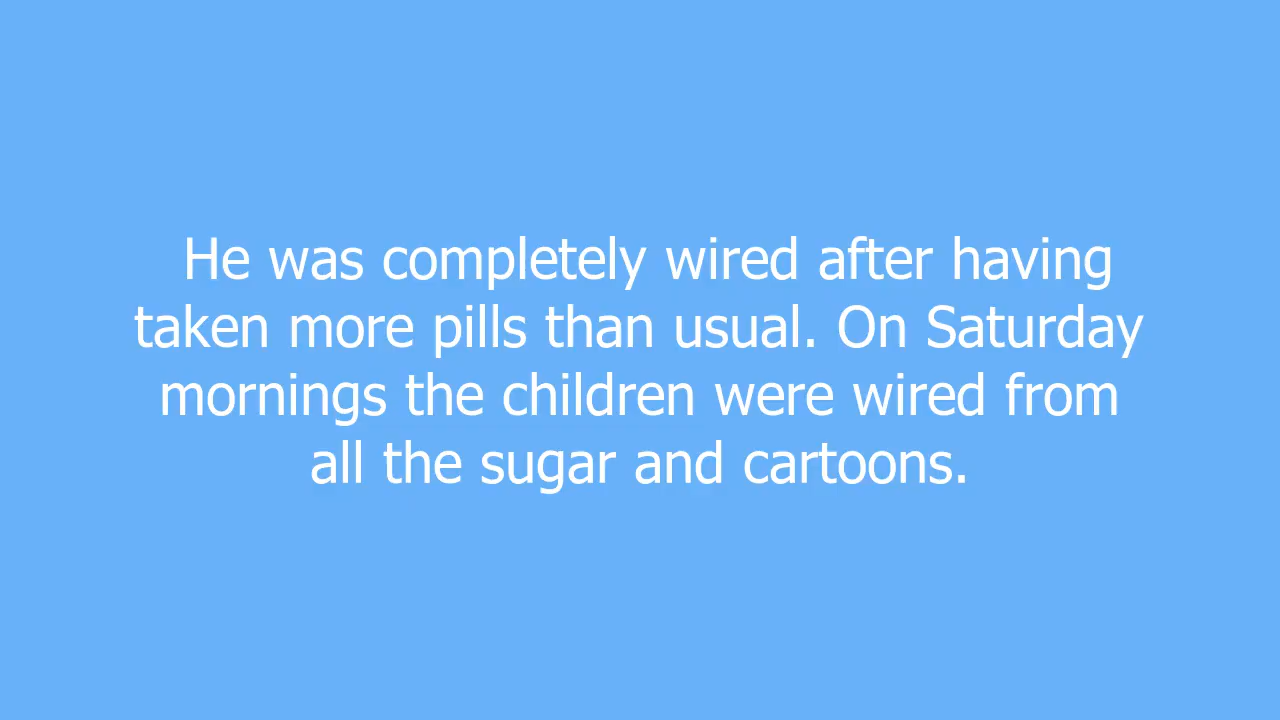 He was completely wired after having
taken more pills than usual. On Saturday
mornings the children were wired from
all the sugar and cartoons.